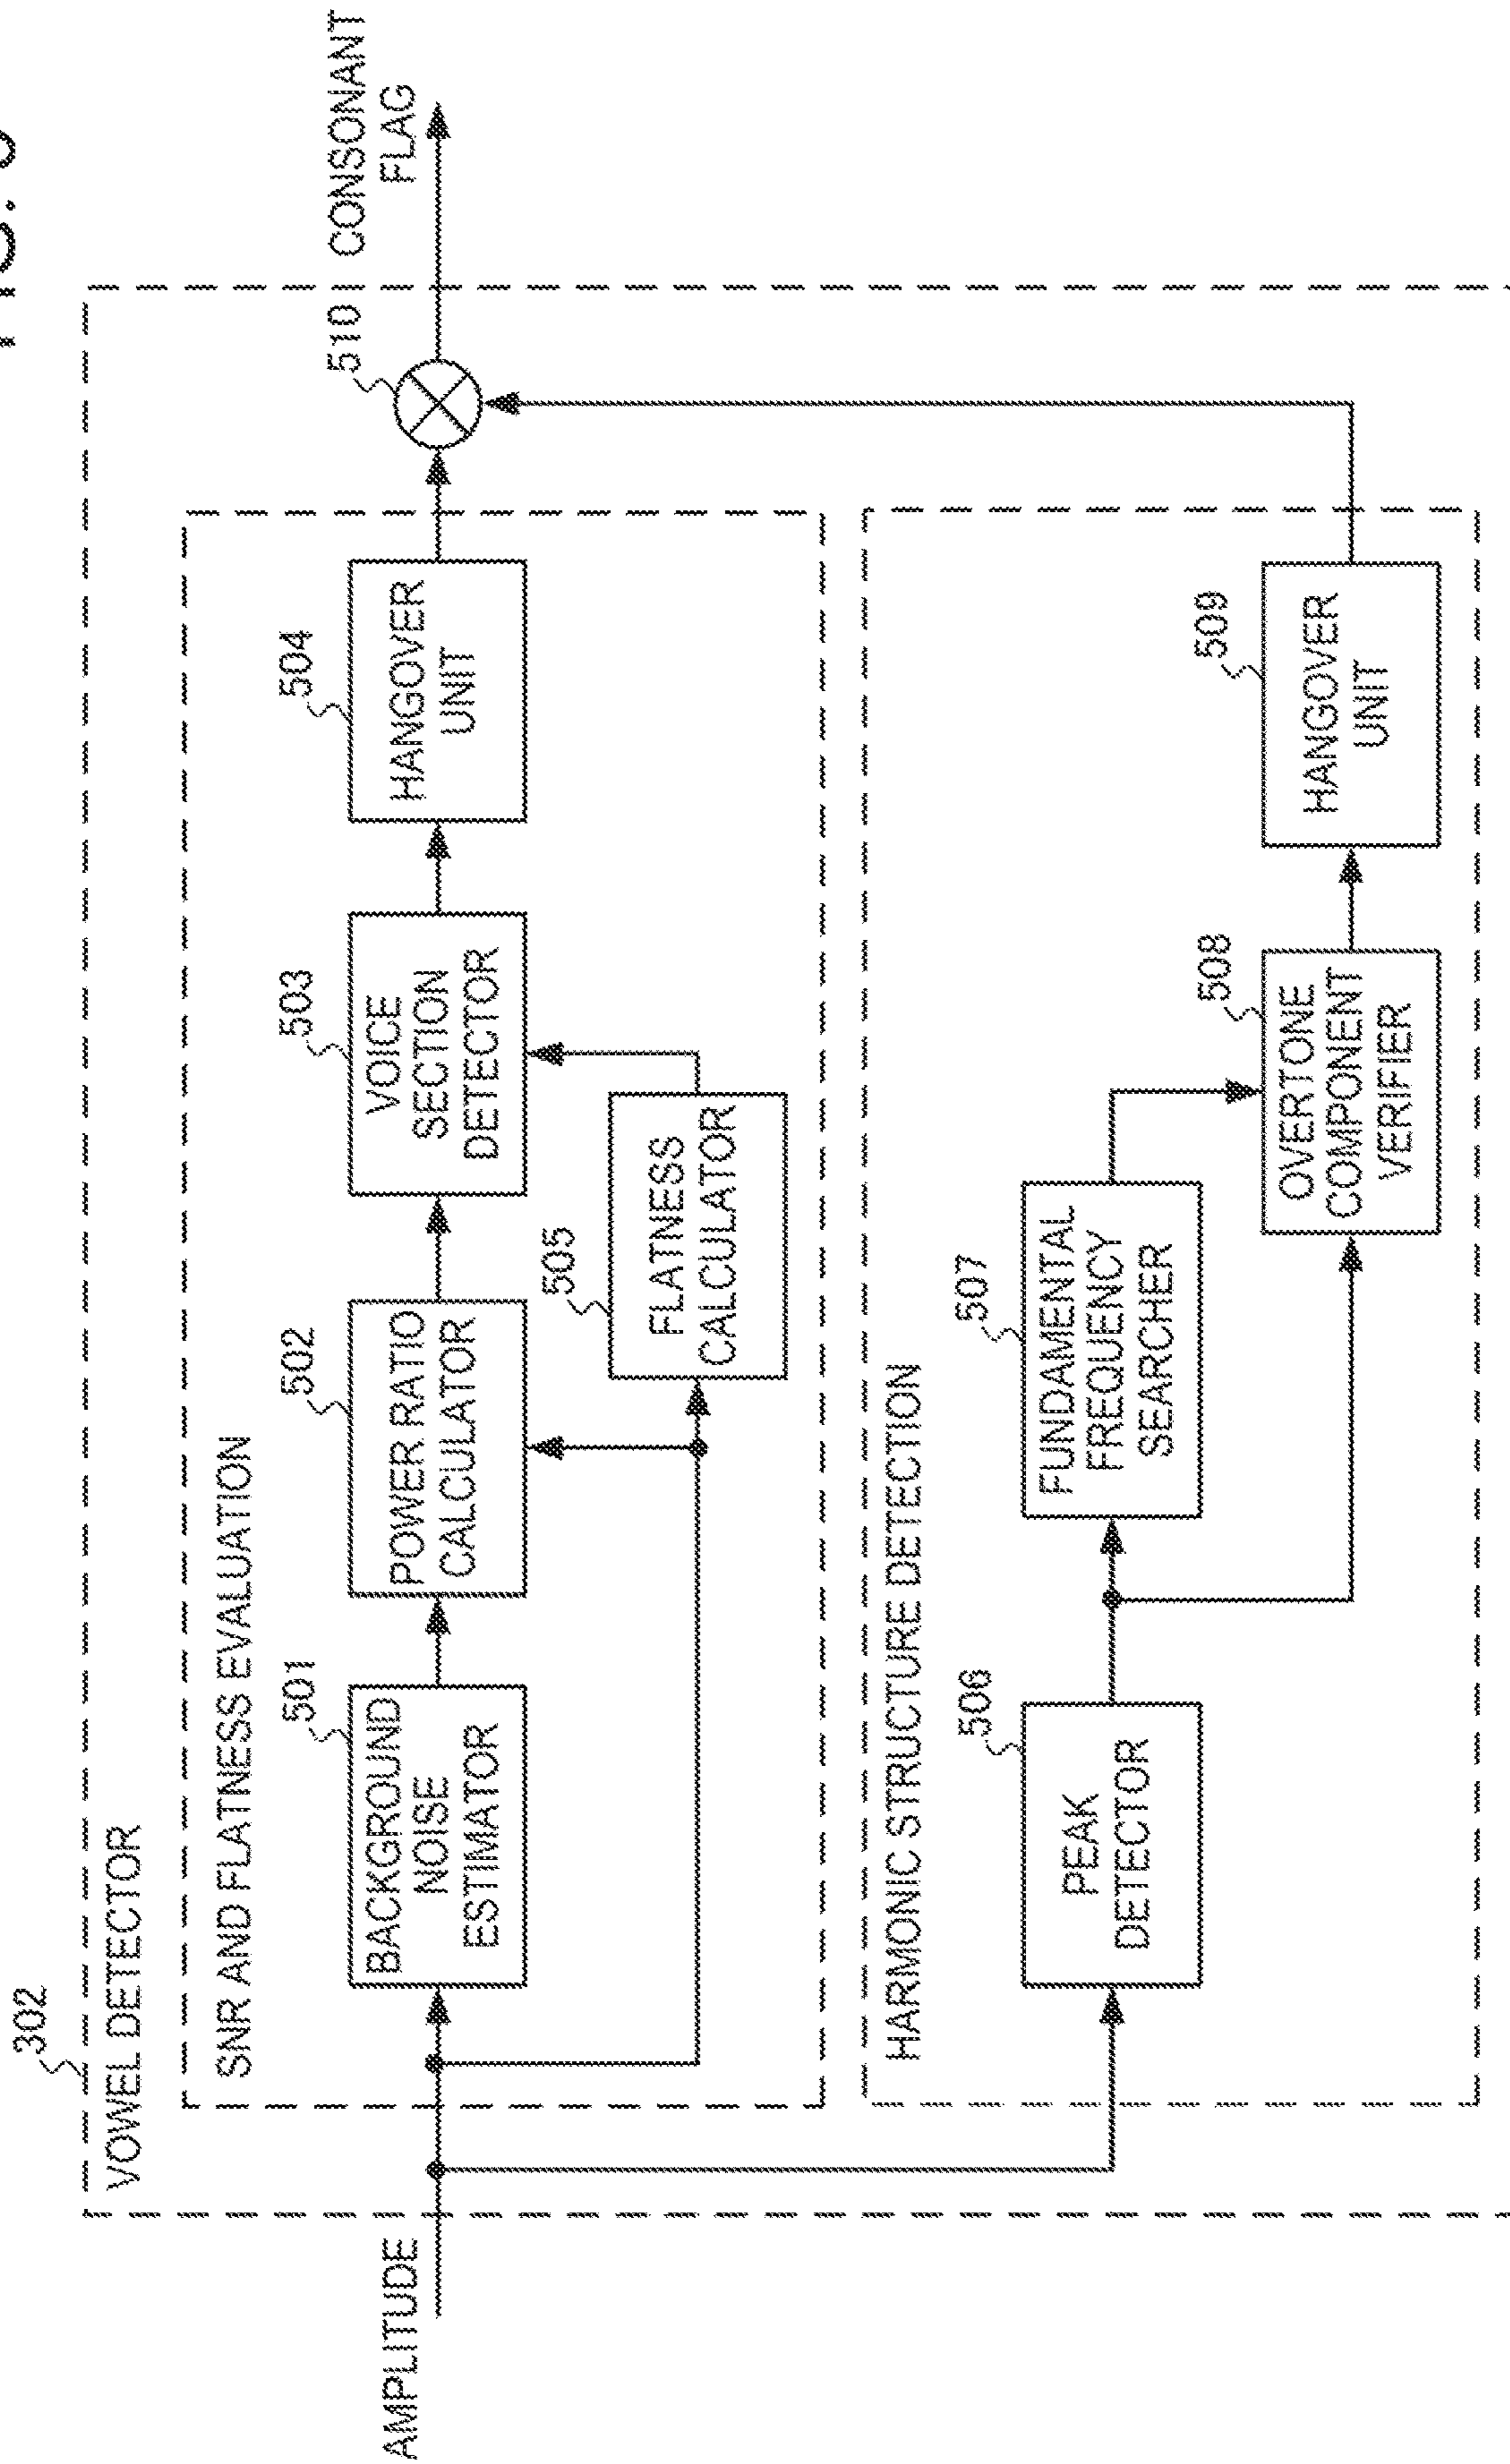 302
VOWEL DETECTOR
SNR AND FLATNESS EVALUATION
AMPLITUDE
501
BACKGROUND
NOISE
ESTIMATOR
502
POWER RATIO
CALCULATOR
503
VOICE
SECTION
DETECTOR
504
HANGOVER
UNIT
510
CONSONANT
FLAG
505
FLATNESS
CALCULATOR
HARMONIC STRUCTURE DETECTION
506
PEAK
DETECTOR
507
FUNDAMENTAL
FREQUENCY
SEARCHER
508
OVERTONE
COMPONENT
VERIFIER
509
HANGOVER
UNIT